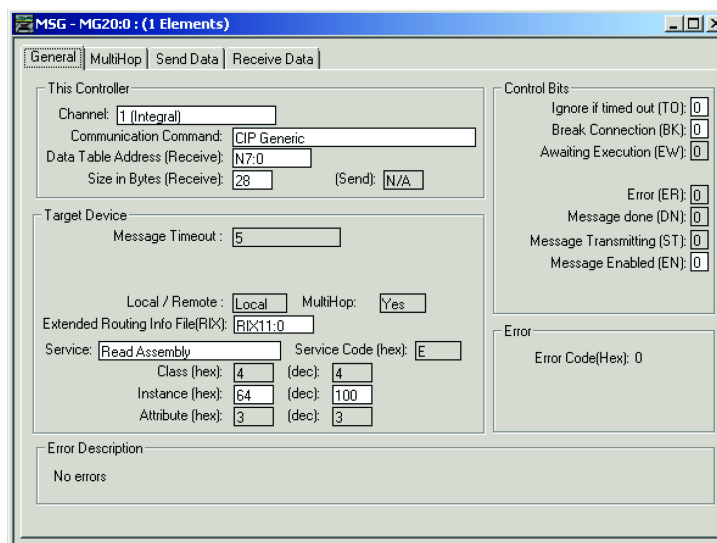 MSG - MG20:0 : (1 Elements)
General MultiHop Send Data Receive Data
This Controller
Channel: 1 (Integral)
Communication Command: CIP Generic
Data Table Address (Receive): N7:0
Size in Bytes (Receive): 28 (Send): N/A
Target Device
Message Timeout : 5
Local / Remote : Local MultiHop: Yes
Extended Routing Info File(RIX): RIX11:0
Service: Read Assembly Service Code (hex): E
Class (hex): 4 (dec): 4
Instance (hex): 64 (dec): 100
Attribute (hex): 3 (dec): 3
Control Bits
Ignore if timed out (TO): 0
Break Connection (BK): 0
Awaiting Execution (EW): 0
Error (ER): 0
Message done (DN): 0
Message Transmitting (ST): 0
Message Enabled (EN): 0
Error
Error Code(Hex): 0
Error Description
No errors